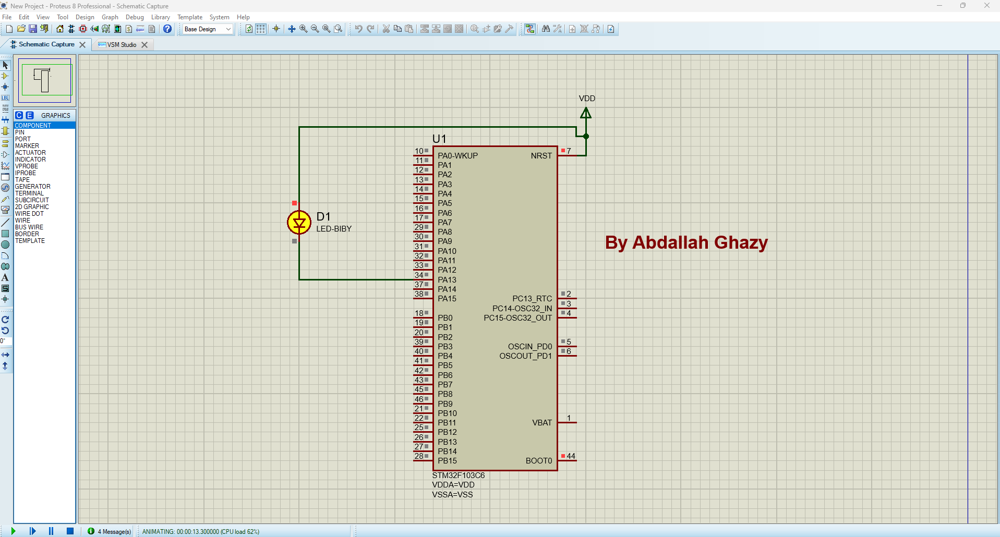 New Project - Proteus 8 Professional - Schematic Capture
File Edit View Tool Design Graph Debug Library Template System Help
Base Design
Schematic Capture
VSM Studio
LBL
C E GRAPHICS
COMPONENT
PIN
PORT
MARKER
ACTUATOR
INDICATOR
VPROBE
IPROBE
TAPE
GENERATOR
TERMINAL
SUBCIRCUIT
2D GRAPHIC
WIRE DOT
WIRE
BUS WIRE
BORDER
TEMPLATE
A
S
0°
VDD
U1
10 PA0-WKUP NRST 7
11 PA1
12 PA2
13 PA3
14 PA4
15 PA5
16 PA6
17 PA7
29 PA8
30 PA9
31 PA10
32 PA11
33 PA12
34 PA13
37 PA14
38 PA15 PC13_RTC 2
PC14-OSC32_IN 3
18 PB0 PC15-OSC32_OUT 4
19 PB1
20 PB2
39 PB3 OSCIN_PD0 5
40 PB4 OSCOUT_PD1 6
41 PB5
42 PB6
43 PB7
45 PB8
46 PB9
21 PB10
22 PB11 VBAT 1
25 PB12
26 PB13
27 PB14
28 PB15 BOOT0 44
STM32F103C6
VDDA=VDD
VSSA=VSS
D1
LED-BIBY
By Abdallah Ghazy
4 Message(s)
ANIMATING: 00:00:13.300000 (CPU load 62%)